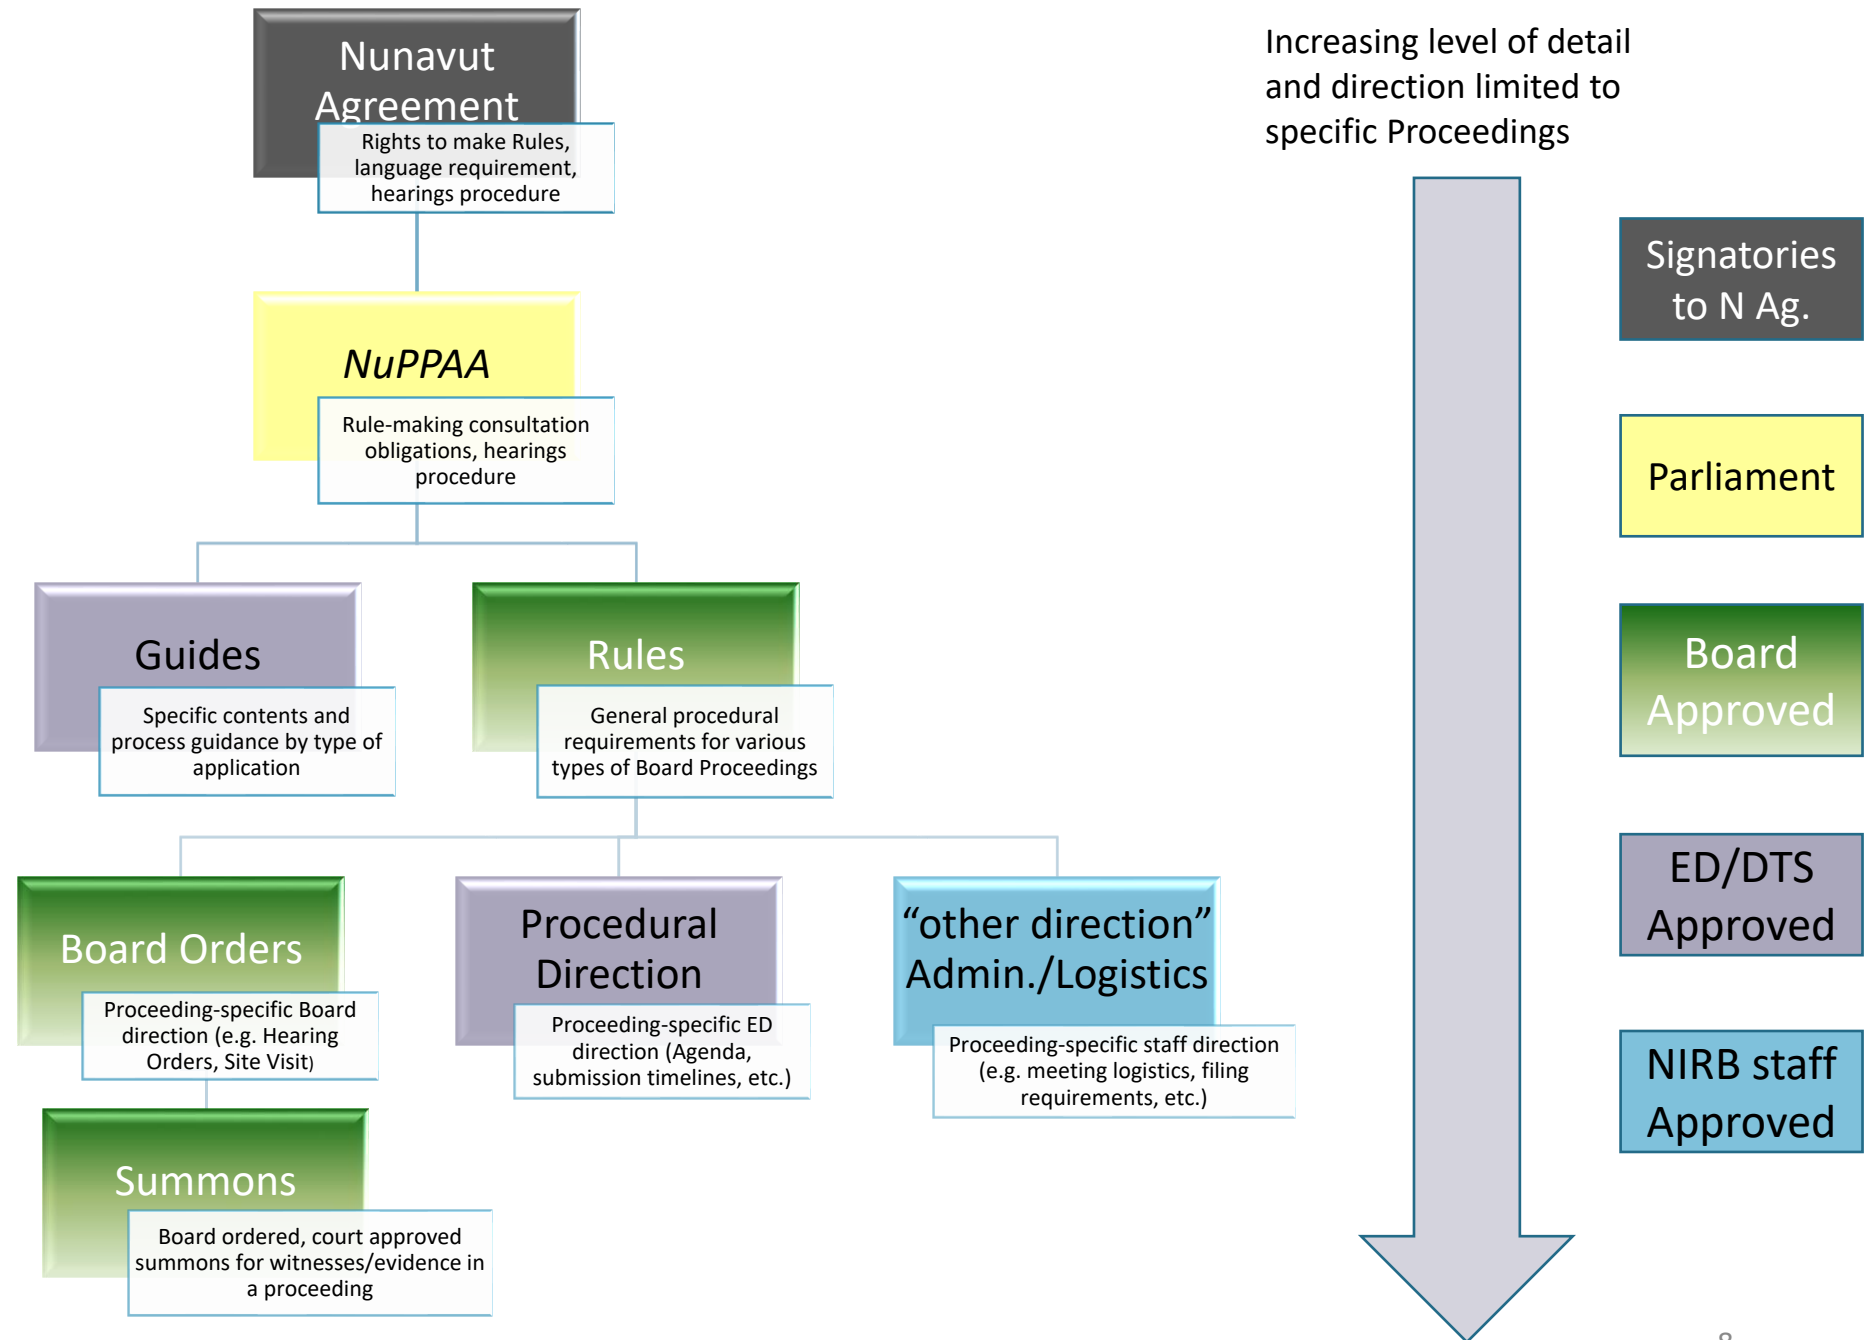 Nunavut
Agreement
Rights to make Rules,
language requirement,
hearings procedure
Increasing level of detail
and direction limited to
specific Proceedings
Signatories
to N Ag.
NuPPAA
Rule-making consultation
obligations, hearings
procedure
Parliament
Guides
Specific contents and
process guidance by type of
application
Rules
General procedural
requirements for various
types of Board Proceedings
Board
Approved
Board Orders
Proceeding-specific Board
direction (e.g. Hearing
Orders, Site Visit)
Procedural
Direction
Proceeding-specific ED
direction (Agenda,
submission timelines, etc.)
“other direction”
Admin./Logistics
Proceeding-specific staff direction
(e.g. meeting logistics, filing
requirements, etc.)
ED/DTS
Approved
NIRB staff
Approved
Summons
Board ordered, court approved
summons for witnesses/evidence in
a proceeding